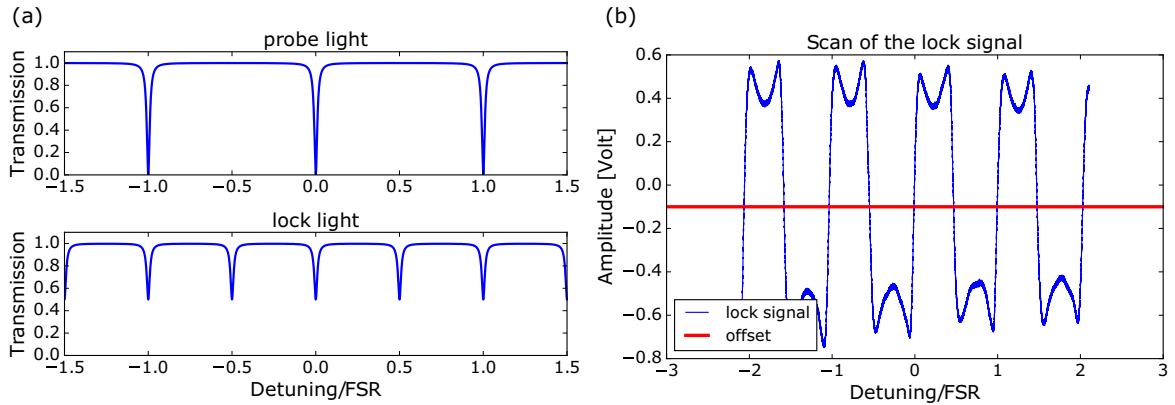 (a)
probe light
Transmission
1.0
0.8
0.6
0.4
0.2
0.0
−1.5 −1.0 −0.5 0.0 0.5 1.0 1.5
lock light
Transmission
1.0
0.8
0.6
0.4
0.2
0.0
−1.5 −1.0 −0.5 0.0 0.5 1.0 1.5
Detuning/FSR
(b)
Scan of the lock signal
Amplitude [Volt]
0.6
0.4
0.2
0.0
−0.2
−0.4
−0.6
−0.8
lock signal
offset
−3 −2 −1 0 1 2 3
Detuning/FSR